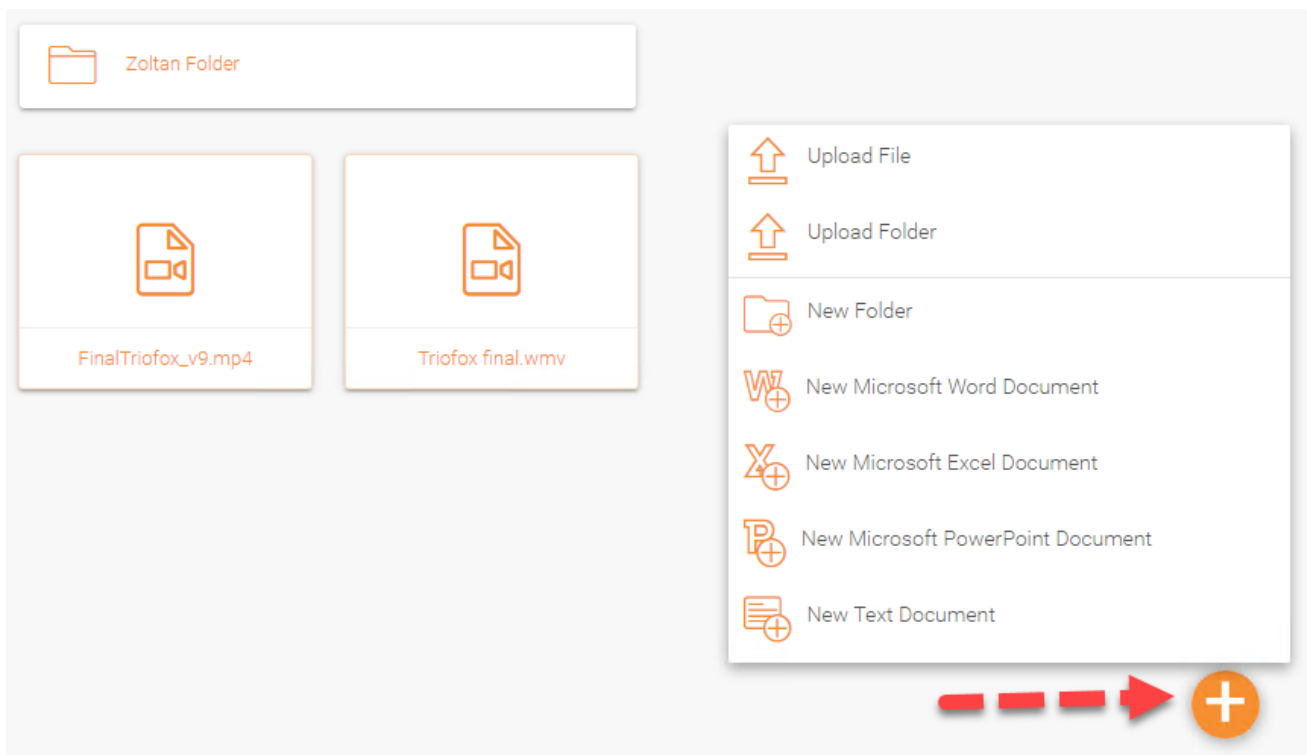 Zoltan Folder
FinalTriofox_v9.mp4
Triofox final.wmv
Upload File
Upload Folder
New Folder
New Microsoft Word Document
New Microsoft Excel Document
New Microsoft PowerPoint Document
New Text Document